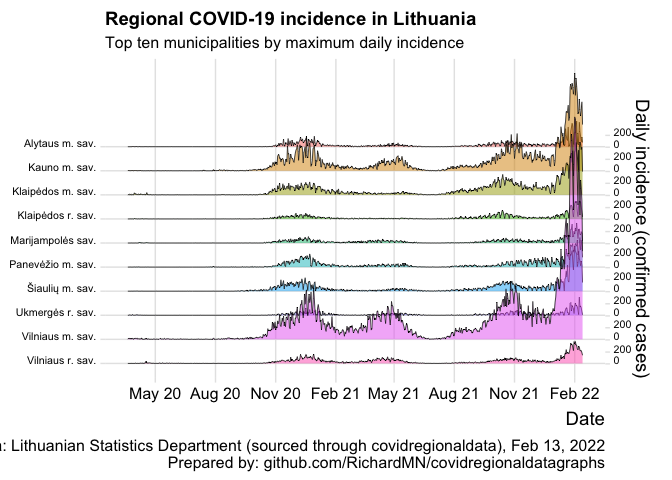 Regional COVID-19 incidence in Lithuania
Top ten municipalities by maximum daily incidence
Alytaus m. sav.
Kauno m. sav.
Klaipėdos m. sav.
Klaipėdos r. sav.
Marijampolės sav.
Panevėžio m. sav.
Šiaulių m. sav.
Ukmergės r. sav.
Vilniaus m. sav.
Vilniaus r. sav.
200
0
200
0
200
0
200
0
200
0
200
0
200
0
200
0
200
0
200
0
Daily incidence (confirmed cases)
May 20 Aug 20 Nov 20 Feb 21 May 21 Aug 21 Nov 21 Feb 22
Date
: Lithuanian Statistics Department (sourced through covidregionaldata), Feb 13, 2022
Prepared by: github.com/RichardMN/covidregionaldatagraphs